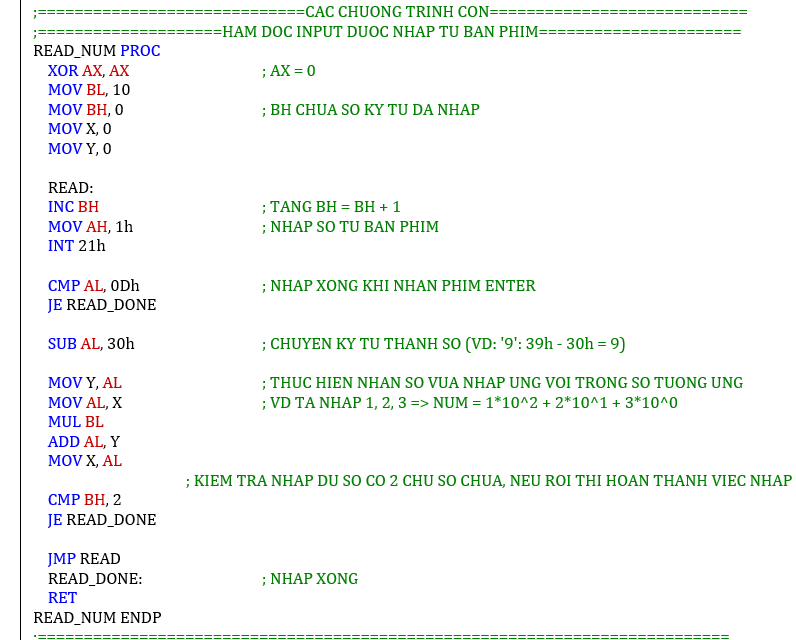 ;=============================CAC CHUONG TRINH CON============================
;====================HAM DOC INPUT DUOC NHAP TU BAN PHIM======================
READ_NUM PROC
XOR AX, AX ; AX = 0
MOV BL, 10
MOV BH, 0 ; BH CHUA SO KY TU DA NHAP
MOV X, 0
MOV Y, 0
READ:
INC BH ; TANG BH = BH + 1
MOV AH, 1h ; NHAP SO TU BAN PHIM
INT 21h
CMP AL, 0Dh ; NHAP XONG KHI NHAN PHIM ENTER
JE READ_DONE
SUB AL, 30h ; CHUYEN KY TU THANH SO (VD: '9': 39h - 30h = 9)
MOV Y, AL ; THUC HIEN NHAN SO VUA NHAP UNG VOI TRONG SO TUONG UNG
MOV AL, X ; VD TA NHAP 1, 2, 3 => NUM = 1*10^2 + 2*10^1 + 3*10^0
MUL BL
ADD AL, Y
MOV X, AL
; KIEM TRA NHAP DU SO CO 2 CHU SO CHUA, NEU ROI THI HOAN THANH VIEC NHAP
CMP BH, 2
JE READ_DONE
JMP READ
READ_DONE: ; NHAP XONG
RET
READ_NUM ENDP
;===========================================================================